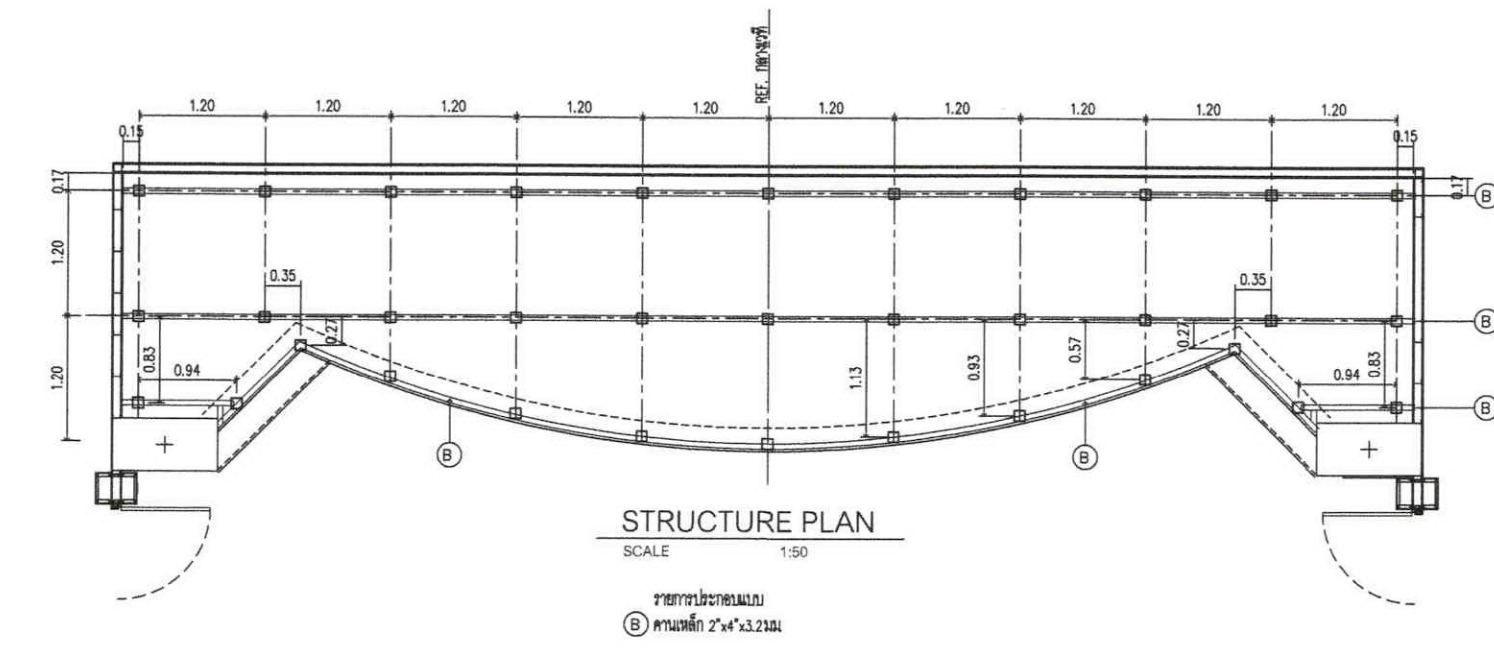 REF. กลางเวที
1.20 1.20 1.20 1.20 1.20 1.20 1.20 1.20 1.20 1.20
0.15 0.15
0.17 0.17
B
1.20
0.35 0.35
B
0.27 0.27
1.20 0.83 0.94 1.13 0.93 0.57 0.94 0.83
B
B B
STRUCTURE PLAN
SCALE 1:50
รายการประกอบแบบ
B คานเหล็ก 2"x4"x3.2มม